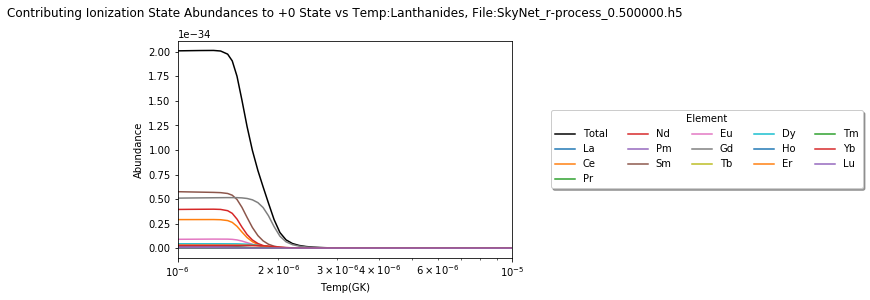 Contributing Ionization State Abundances to +0 State vs Temp:Lanthanides, File:SkyNet_r-process_0.500000.h5
1e−34
2.00
1.75
1.50
1.25
1.00
0.75
0.50
0.25
0.00
Abundance
10⁻⁶
2 × 10⁻⁶
3 × 10⁻⁶
4 × 10⁻⁶
6 × 10⁻⁶
10⁻⁵
Temp(GK)
Element
Total Nd Eu Dy Tm
La Pm Gd Ho Yb
Ce Sm Tb Er Lu
Pr